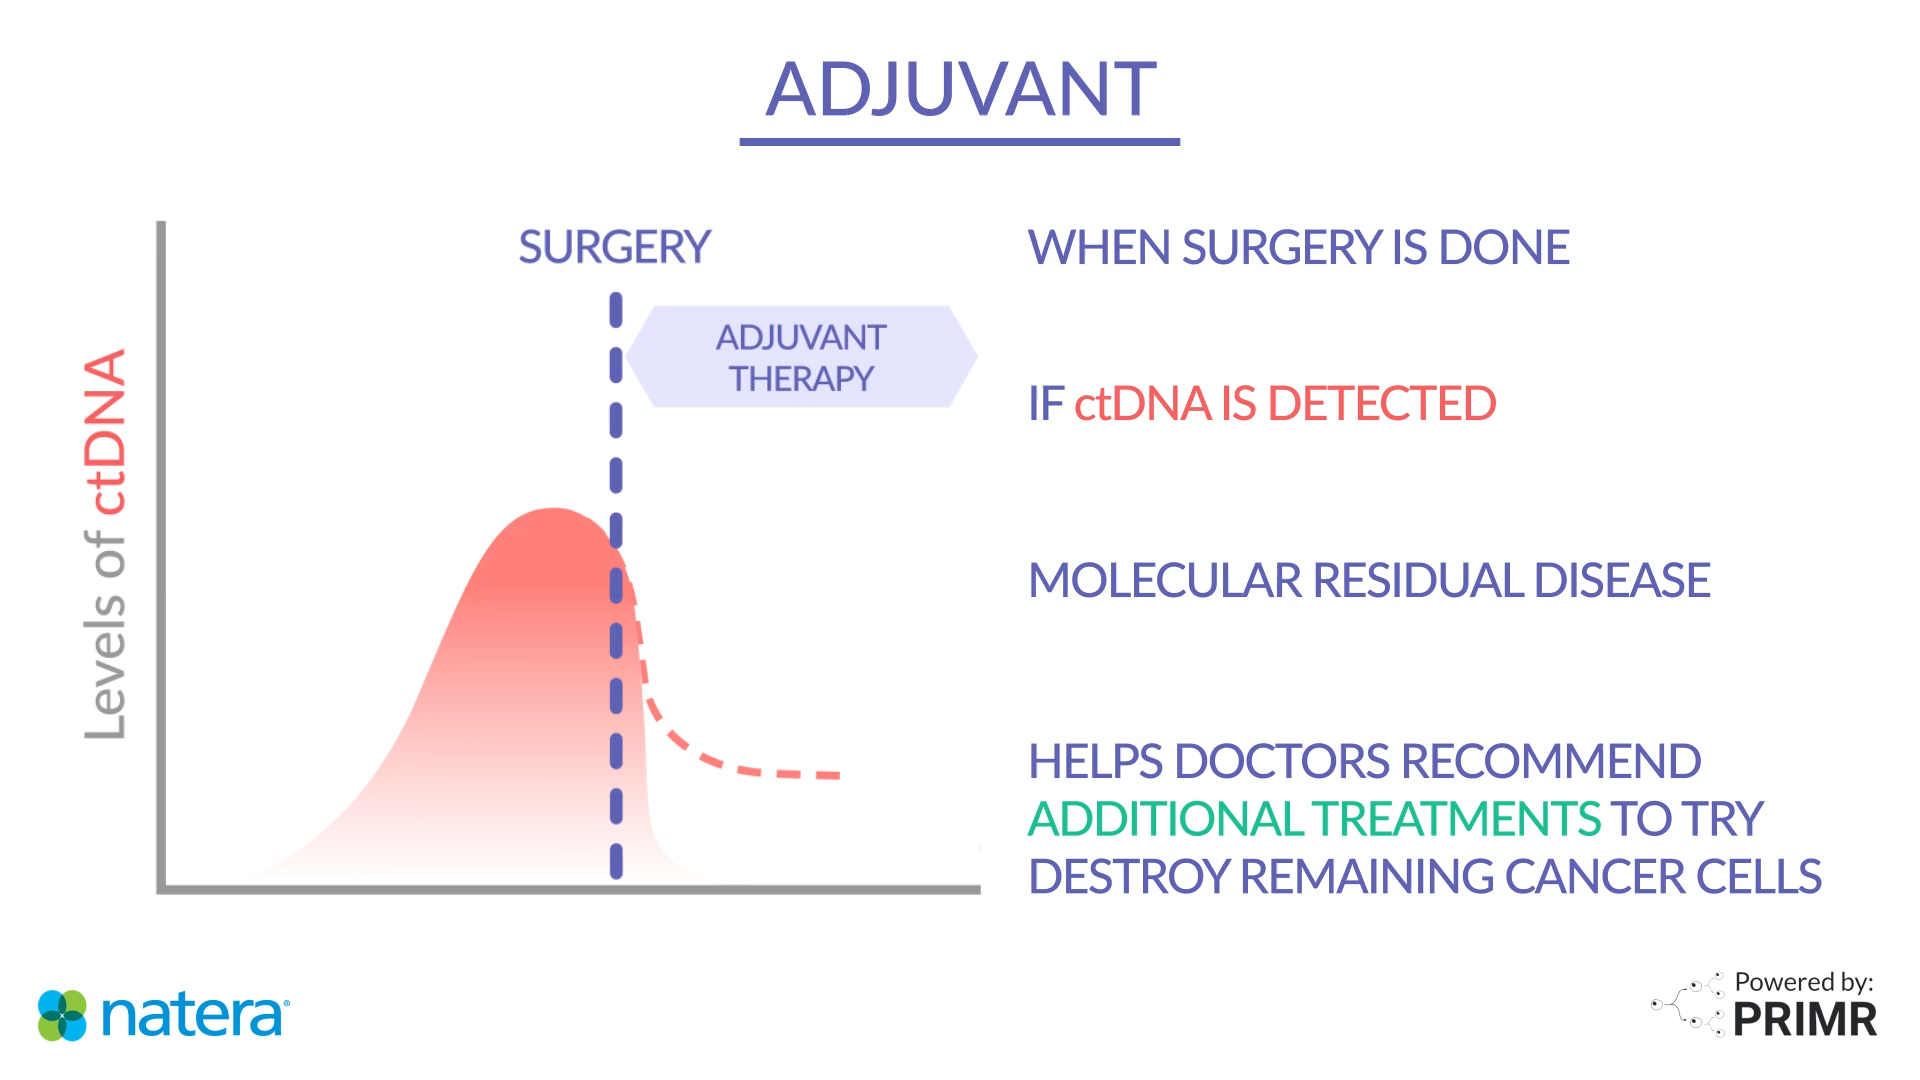 ADJUVANT
Levels of ctDNA
SURGERY
ADJUVANT
THERAPY
WHEN SURGERY IS DONE
IF ctDNA IS DETECTED
MOLECULAR RESIDUAL DISEASE
HELPS DOCTORS RECOMMEND
ADDITIONAL TREATMENTS TO TRY
DESTROY REMAINING CANCER CELLS
natera®
Powered by:
PRIMR